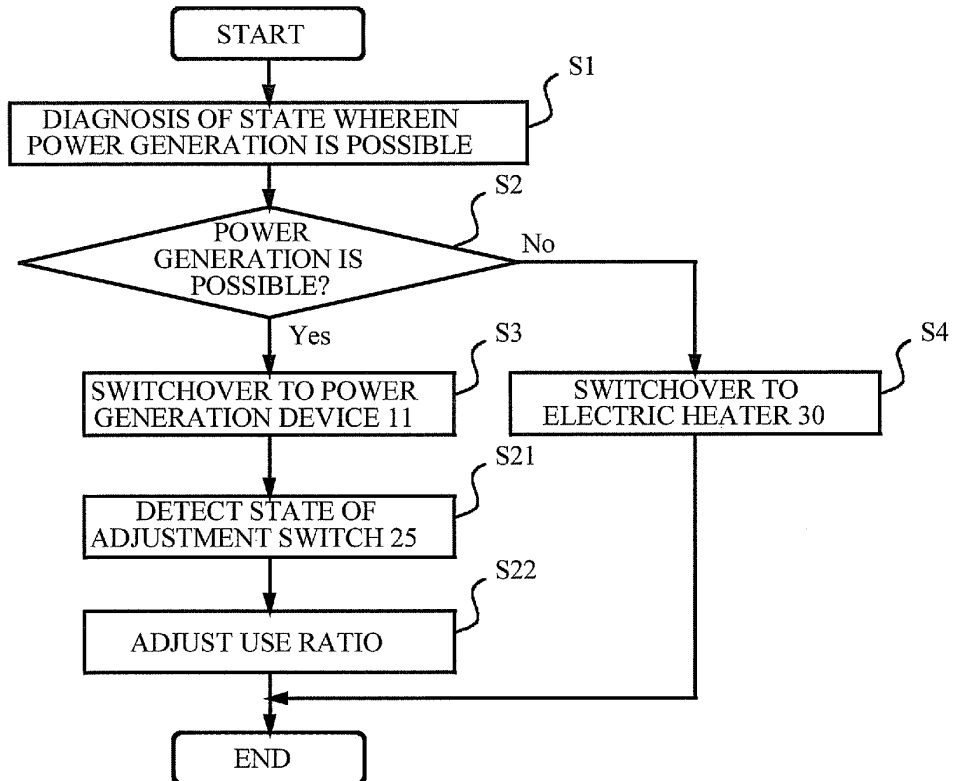 START
S1
DIAGNOSIS OF STATE WHEREIN
POWER GENERATION IS POSSIBLE
S2
POWER
GENERATION IS
POSSIBLE?
No
Yes
S3
SWITCHOVER TO POWER
GENERATION DEVICE 11
S4
SWITCHOVER TO
ELECTRIC HEATER 30
S21
DETECT STATE OF
ADJUSTMENT SWITCH 25
S22
ADJUST USE RATIO
END